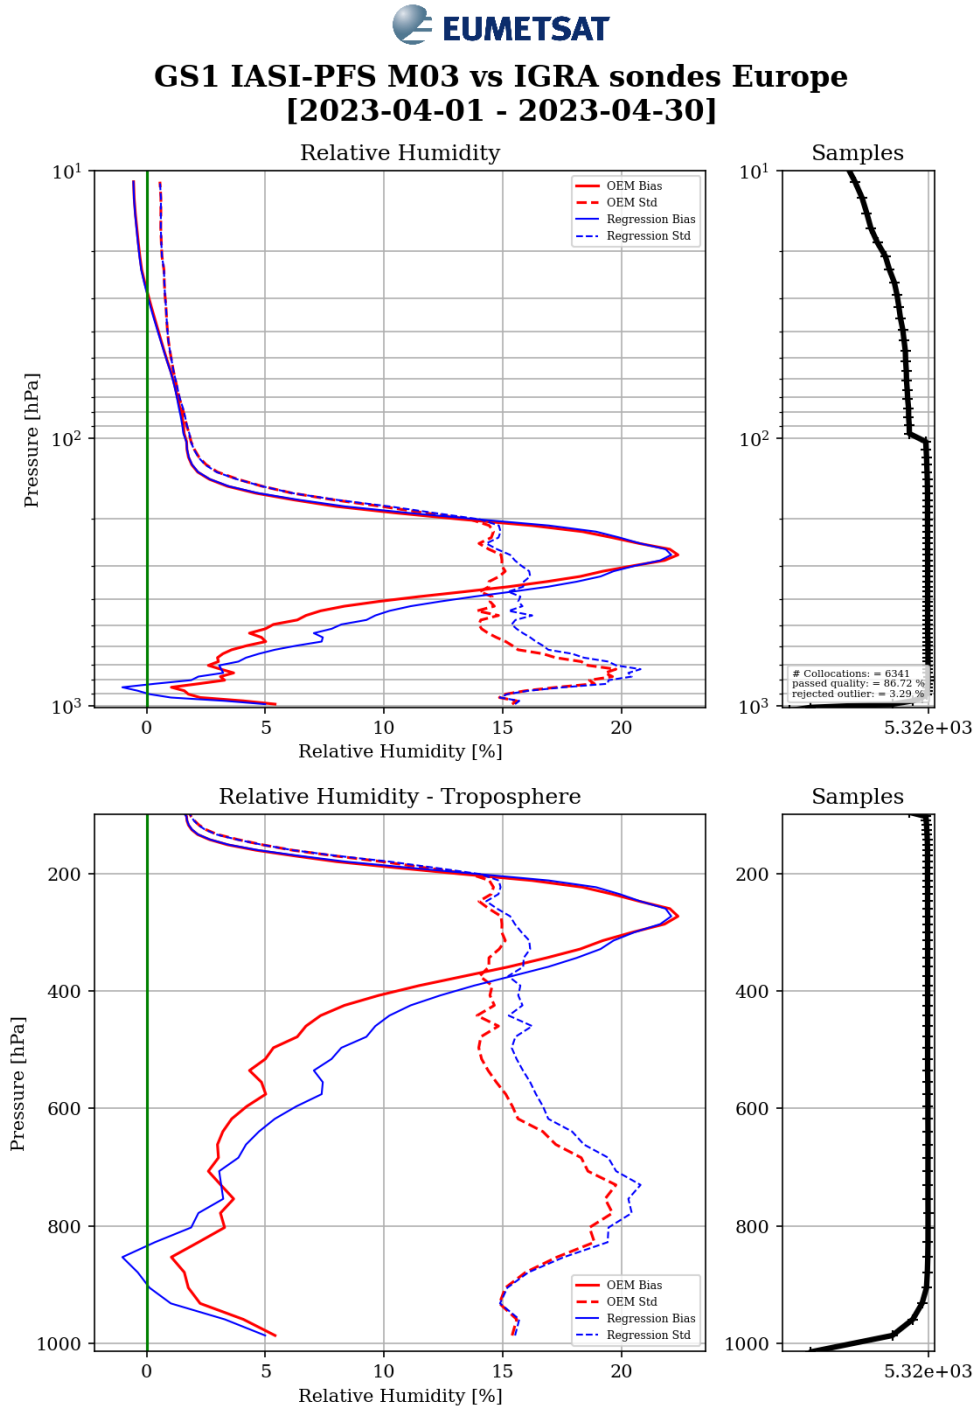 EUMETSAT
GS1 IASI-PFS M03 vs IGRA sondes Europe
[2023-04-01 - 2023-04-30]
Relative Humidity
Samples
10¹
10²
10³
Pressure [hPa]
OEM Bias
OEM Std
Regression Bias
Regression Std
0
5
10
15
20
Relative Humidity [%]
10¹
10²
10³
# Collocations: = 6341
passed quality: = 86.72 %
rejected outlier: = 3.29 %
5.32e+03
Relative Humidity - Troposphere
Samples
200
400
600
800
1000
Pressure [hPa]
OEM Bias
OEM Std
Regression Bias
Regression Std
0
5
10
15
20
Relative Humidity [%]
200
400
600
800
1000
5.32e+03